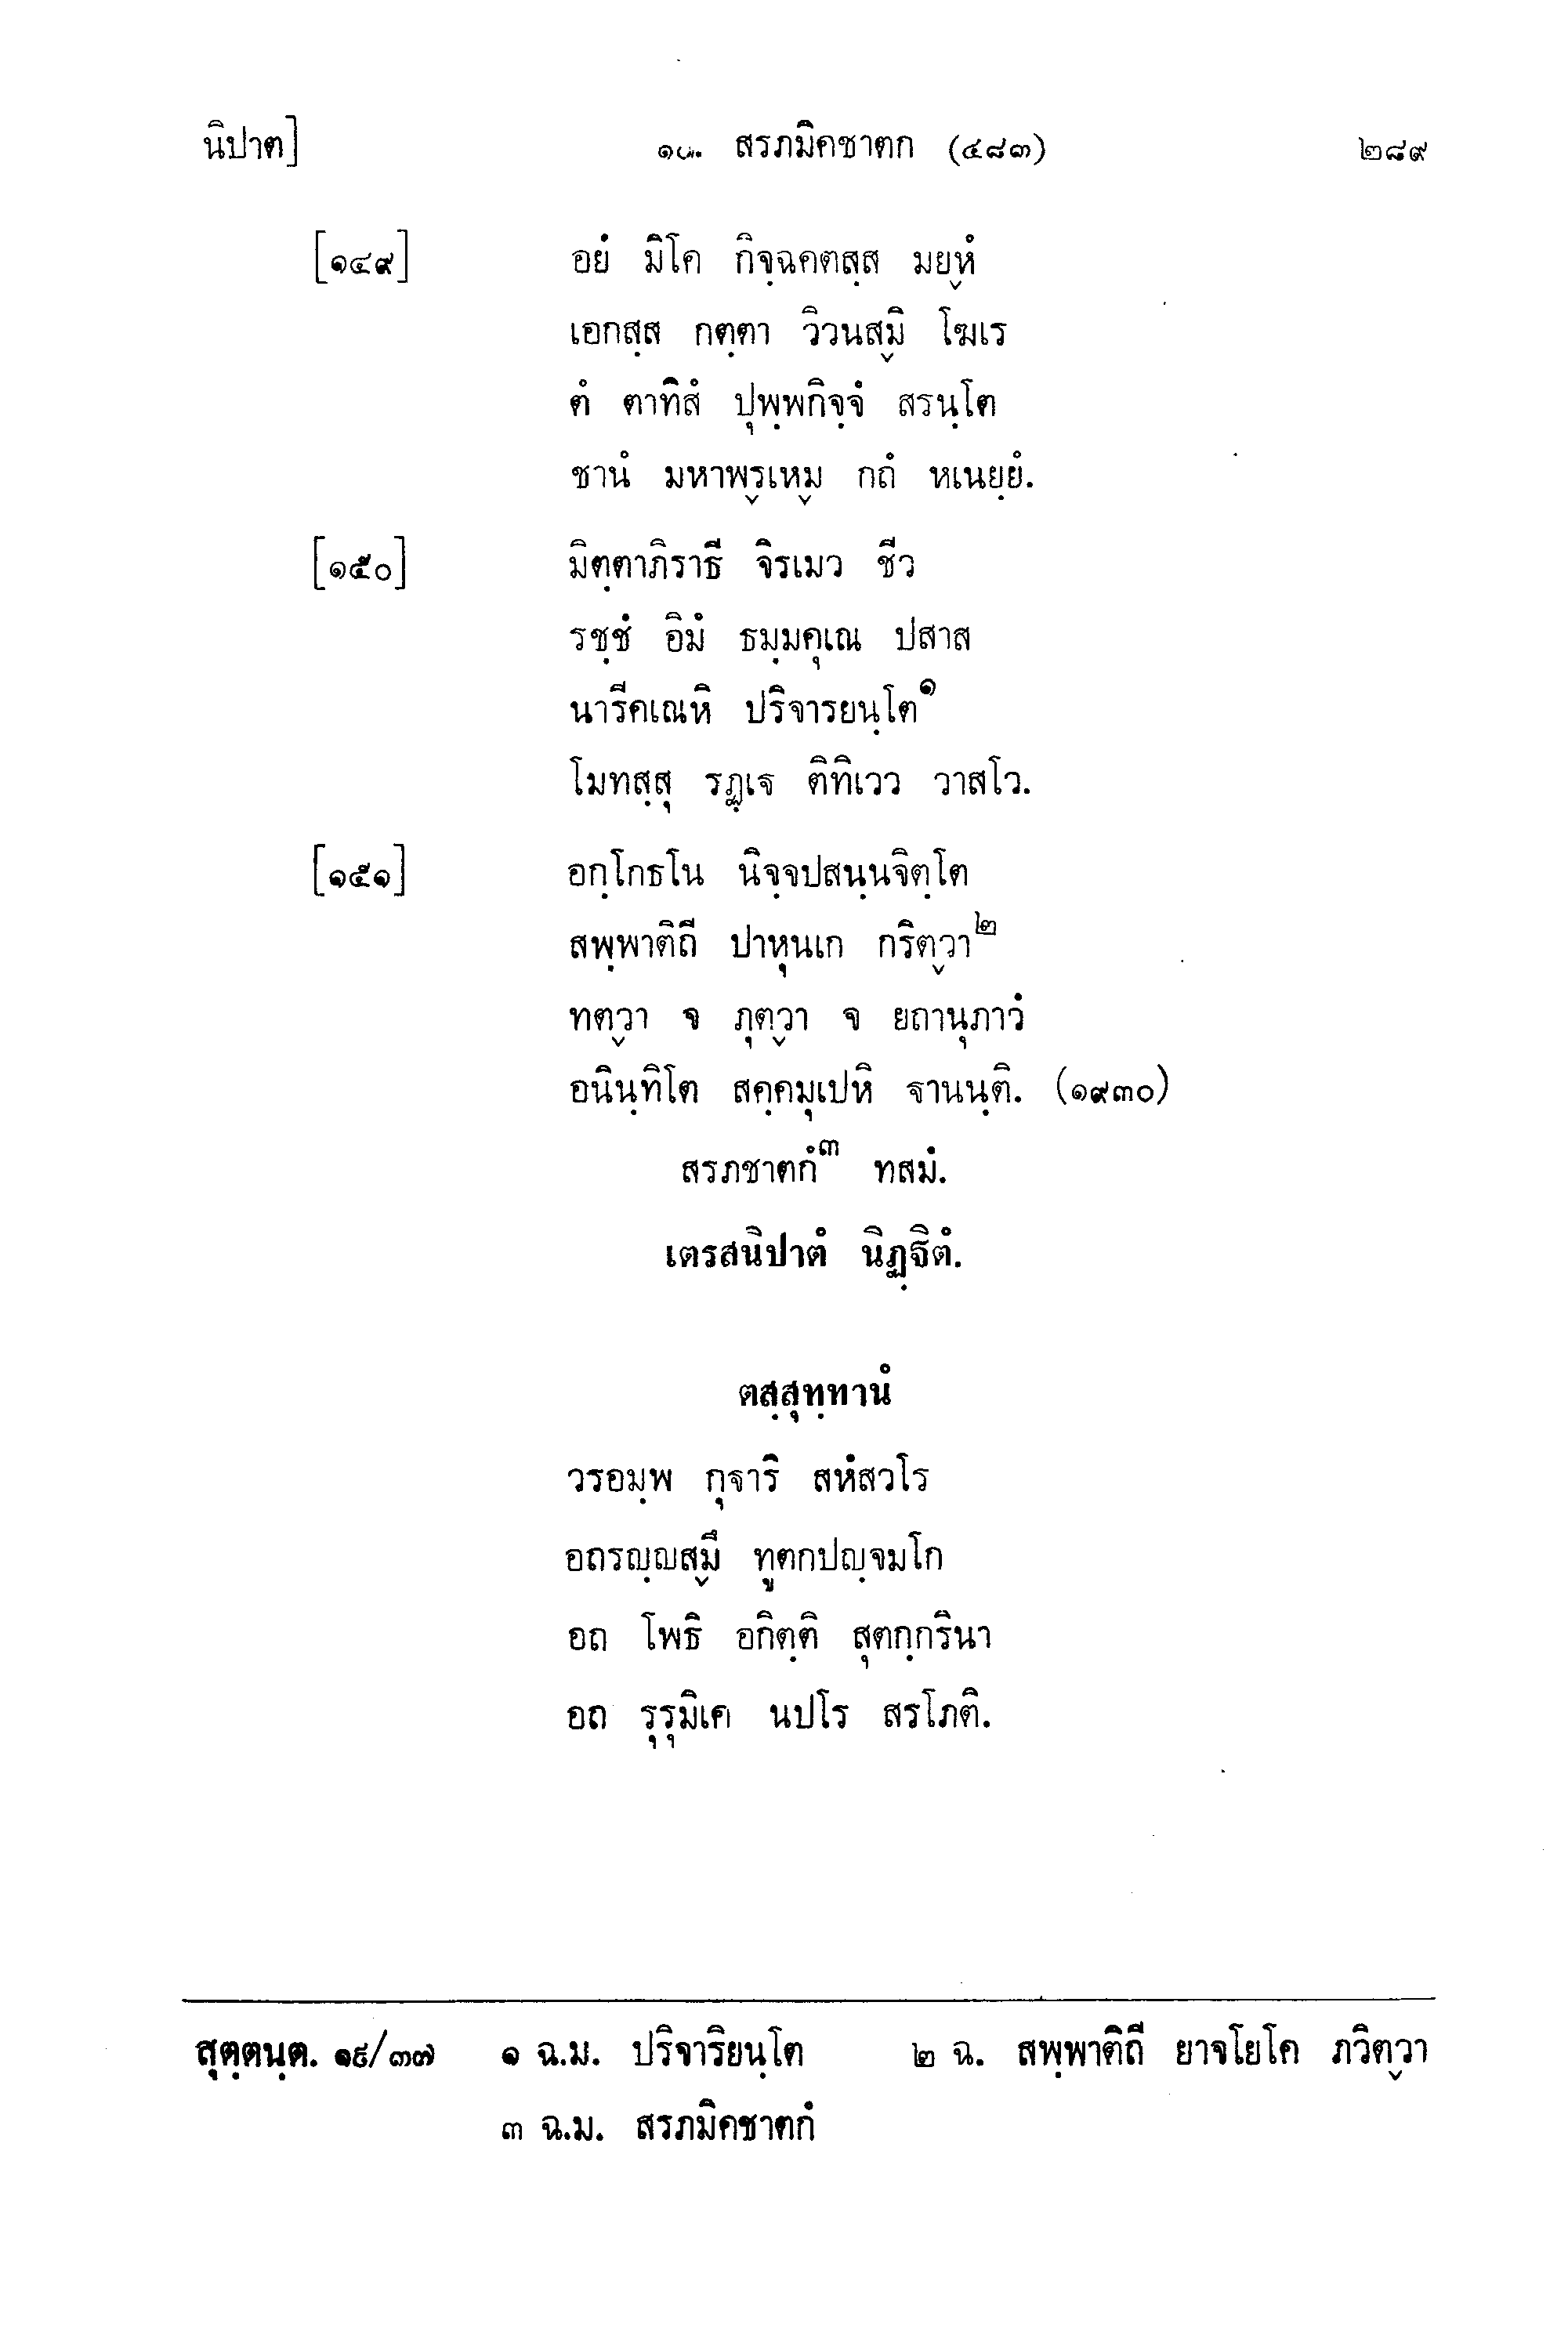 นิปาต] ๑๐. สรภมิคชาตก (๔๘๓) ๒๘๙
[๑๔๙] อยํ มิโค กิจฺฉคตสฺส มยฺหํ
เอกสฺส กตฺตา วิวนสฺมิ โฆเร
ตํ ตาทิสํ ปุพฺพกิจฺจํ สรนฺโต
ชานํ มหาพฺรเหฺม กถํ หเนยฺยํ.
[๑๕๐] มิตฺตาภิราธี จิรเมว ชีว
รชฺชํ อิมํ ธมฺมคุเณ ปสาส
นารีคเณหิ ปริจารยนฺโต๑
โมทสฺสุ รฏฺเฐ ติทิเวว วาสโว.
[๑๕๑] อกฺโกธโน นิจฺจปสนฺนจิตฺโต
สพฺพาติถี ปาหุนเก กริตฺวา๒
ทตฺวา จ ภุตฺวา จ ยถานุภาวํ
อนินฺทิโต สคฺคมุเปหิ ฐานนฺติ. (๑๙๓๐)
สรภชาตกํ๓ ทสมํ.
เตรสนิปาตํ นิฏฺฐิตํ.
ตสฺสุทฺทานํ
วรอมฺพ กุฐาริ สหํสวโร
อถรญฺญสฺมึ ทูตกปญฺจมโก
อถ โพธิ อกิตฺติ สุตกฺกรินา
อถ รุรุมิเค นปโร สรโภติ.
สุตฺตนฺต. ๑๙/๓๗ ๑ ฉ.ม. ปริจาริยนฺโต ๒ ฉ. สพฺพาติถี ยาจโยโค ภวิตฺวา
๓ ฉ.ม. สรภมิคชาตกํ